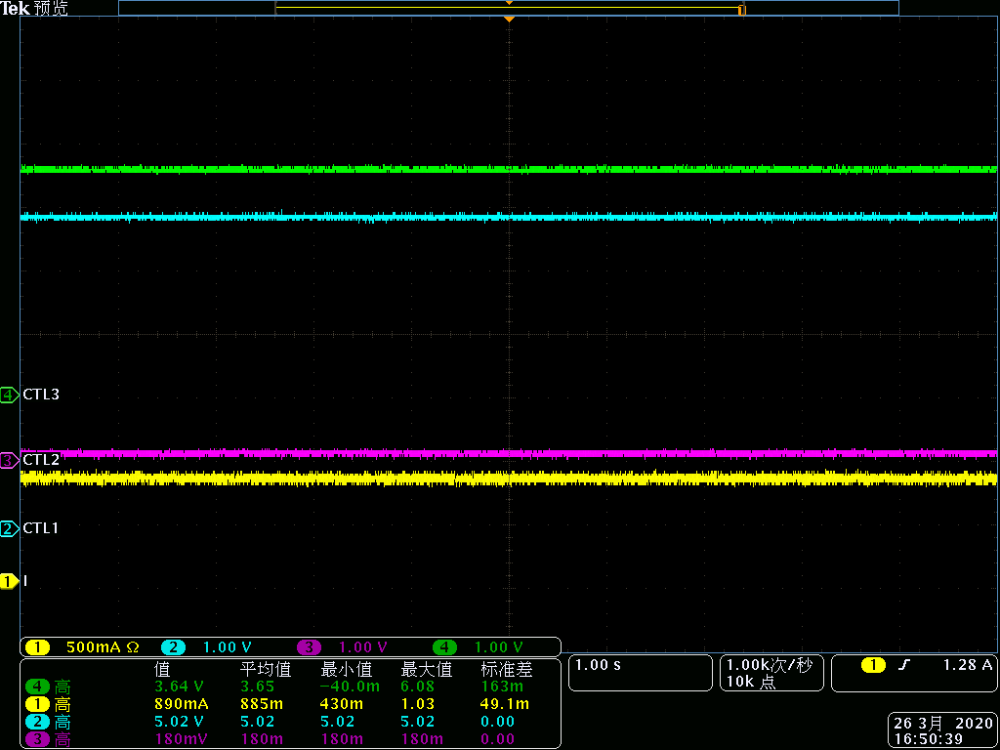 Tek 预览
4 CTL3
3 CTL2
2 CTL1
1 I
1 500mA Ω 2 1.00 V 3 1.00 V 4 1.00 V
值 平均值 最小值 最大值 标准差
4 高 3.64 V 3.65 −40.0m 6.08 163m
1 高 890mA 885m 430m 1.03 49.1m
2 高 5.02 V 5.02 5.02 5.02 0.00
3 高 180mV 180m 180m 180m 0.00
1.00 s
1.00k次/秒
10k 点
1 1.28 A
26 3月 2020
16:50:39